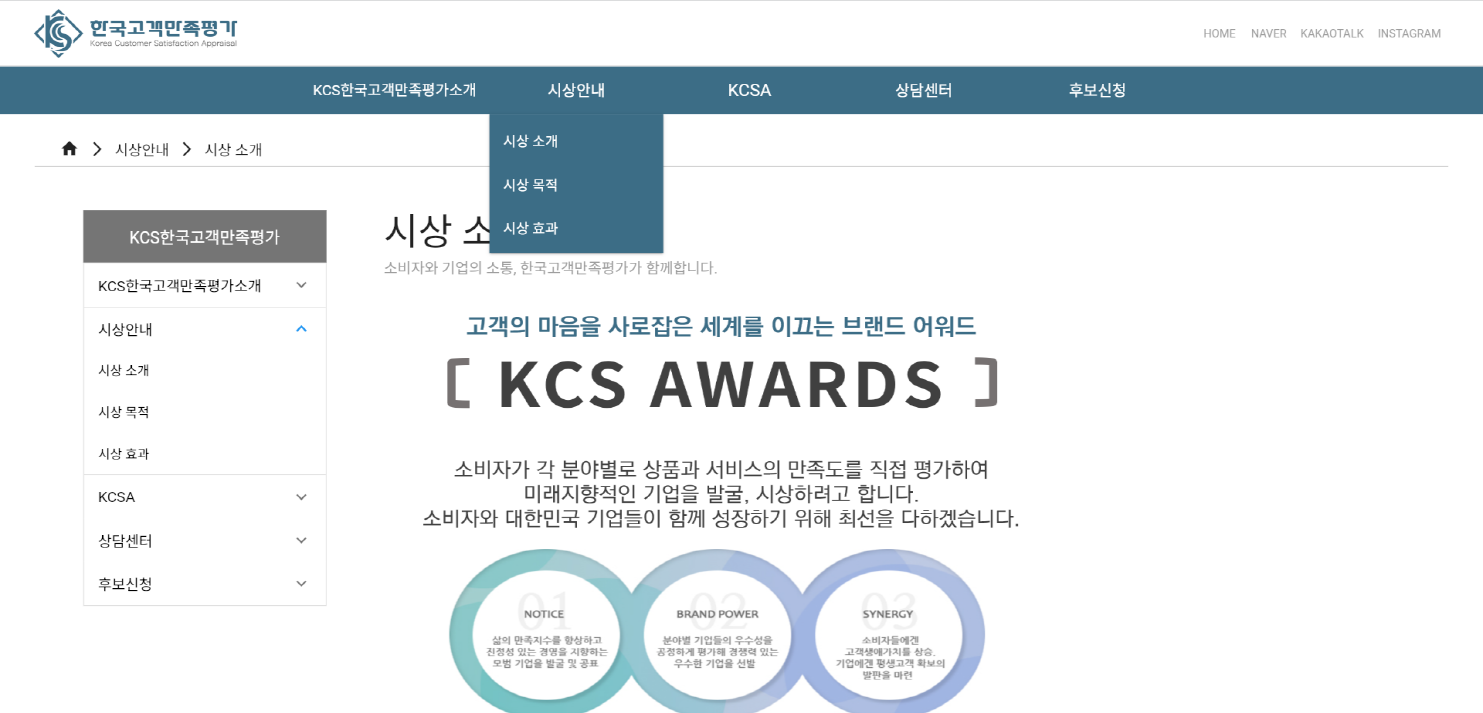 한국고객만족평가
Korea Customer Satisfaction Appraisal
HOME NAVER KAKAOTALK INSTAGRAM
KCS한국고객만족평가소개 시상안내 KCSA 상담센터 후보신청
시상 소개
시상 목적
시상 효과
시상안내 시상 소개
KCS한국고객만족평가
KCS한국고객만족평가소개
시상안내
시상 소개
시상 목적
시상 효과
KCSA
상담센터
후보신청
시상
소비자와 기업의 소통, 한국고객만족평가가 함께합니다.
고객의 마음을 사로잡은 세계를 이끄는 브랜드 어워드
[ KCS AWARDS ]
소비자가 각 분야별로 상품과 서비스의 만족도를 직접 평가하여
미래지향적인 기업을 발굴, 시상하려고 합니다.
소비자와 대한민국 기업들이 함께 성장하기 위해 최선을 다하겠습니다.
01
NOTICE
삶의 만족지수를 향상하고
진정성 있는 경영을 지향하는
모범 기업을 발굴 및 공표
02
BRAND POWER
분야별 기업들의 우수성을
공정하게 평가해 경쟁력 있는
우수한 기업을 선발
03
SYNERGY
소비자들에겐
고객생애가치를 상승,
기업에겐 평생고객 확보의
발판을 마련